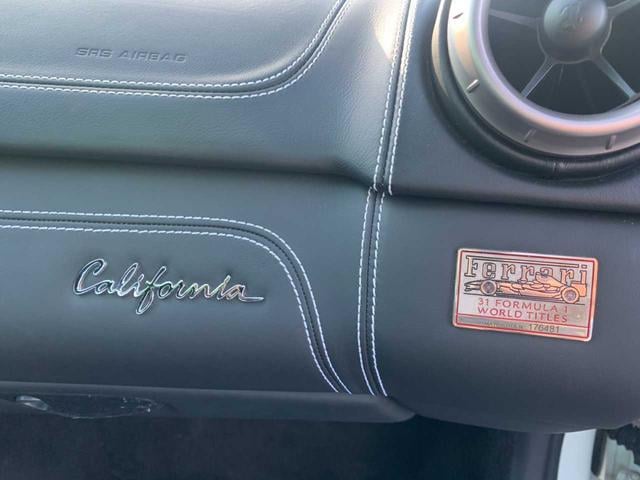 SRS AIRBAG
California
Ferrari
31 FORMULA 1
WORLD TITLES
176481